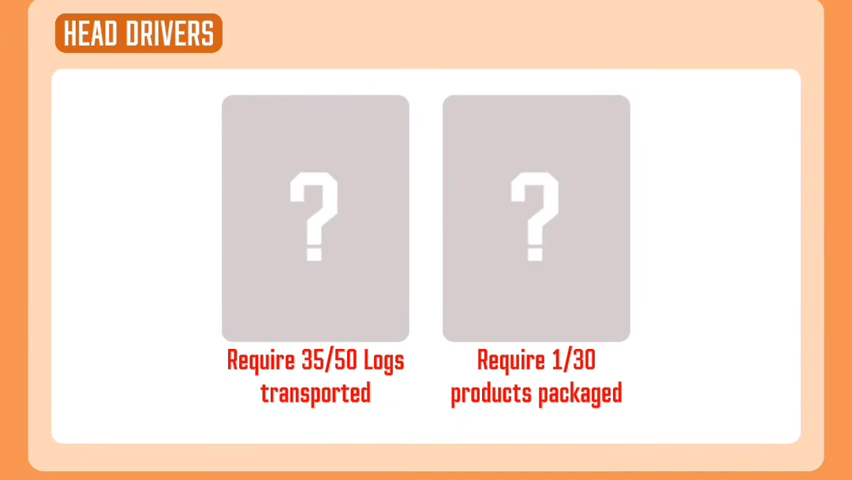 HEAD DRIVERS
?
?
Require 35/50 Logs
transported
Require 1/30
products packaged